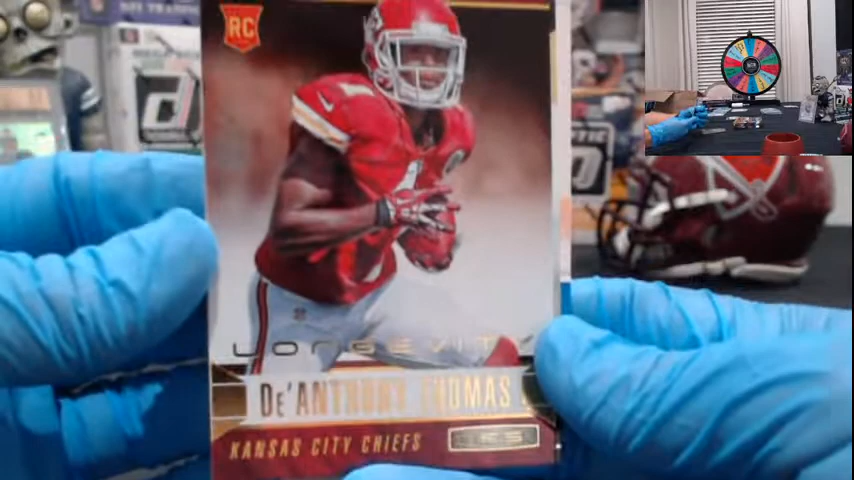 RC
LONGEVITY
De'ANTHONY THOMAS
KANSAS CITY CHIEFS